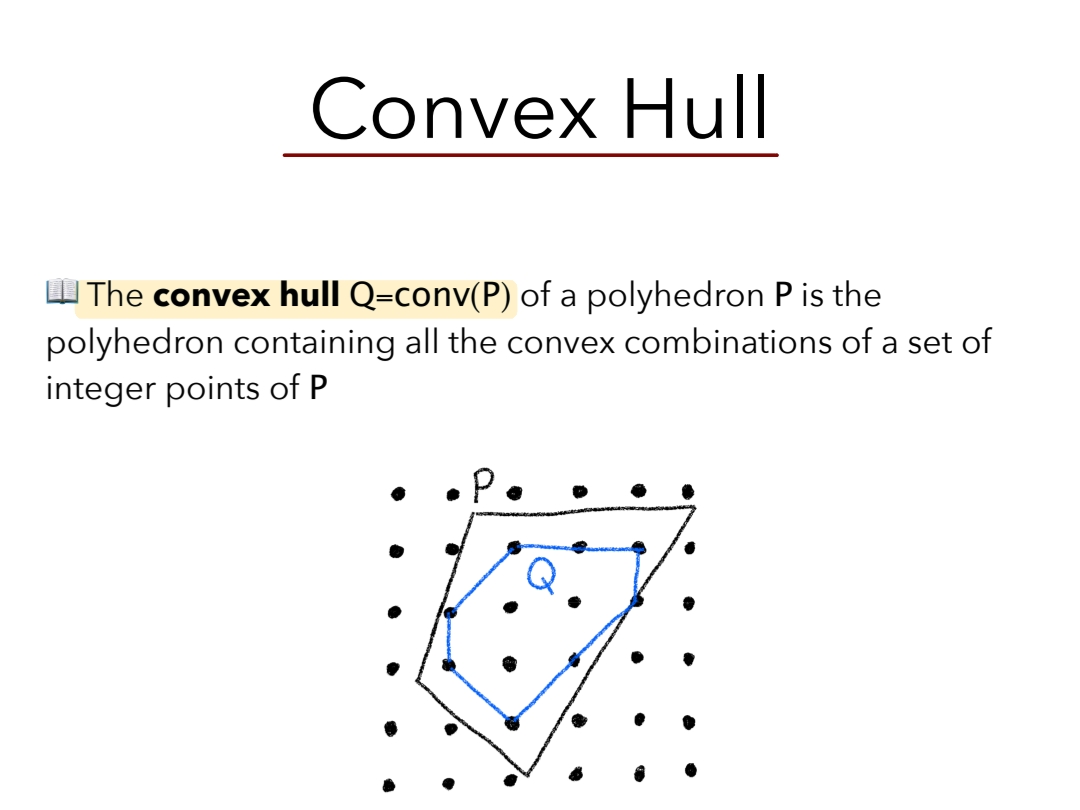 Convex Hull
📖 The convex hull Q=conv(P) of a polyhedron P is the
polyhedron containing all the convex combinations of a set of
integer points of P
P
Q